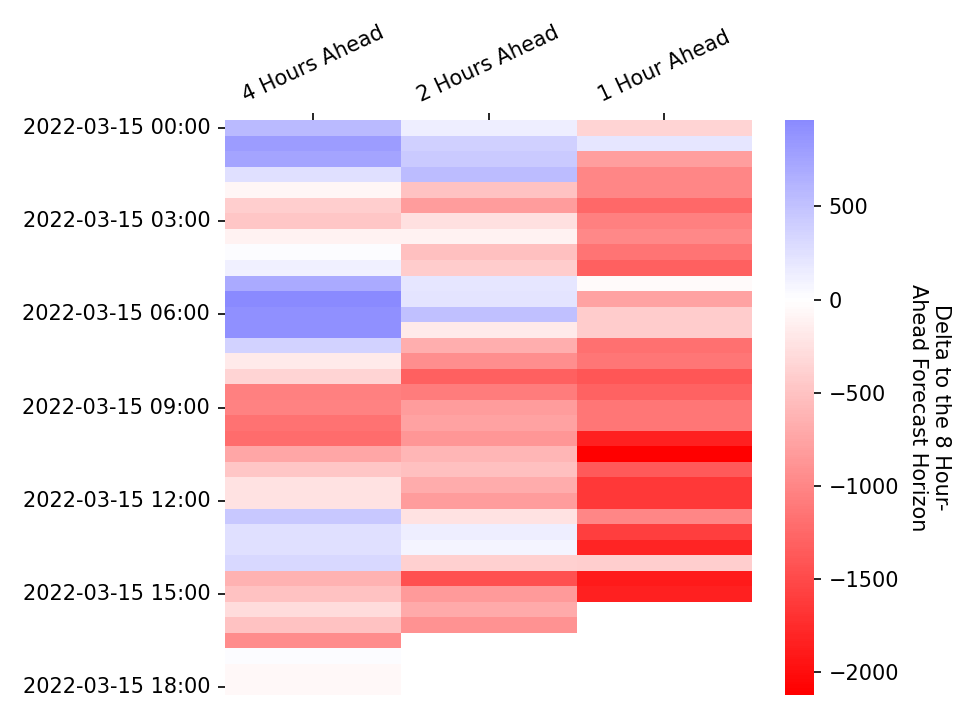 4 Hours Ahead
2 Hours Ahead
1 Hour Ahead
2022-03-15 00:00
2022-03-15 03:00
2022-03-15 06:00
2022-03-15 09:00
2022-03-15 12:00
2022-03-15 15:00
2022-03-15 18:00
500
0
−500
−1000
−1500
−2000
Delta to the 8 Hour-
Ahead Forecast Horizon